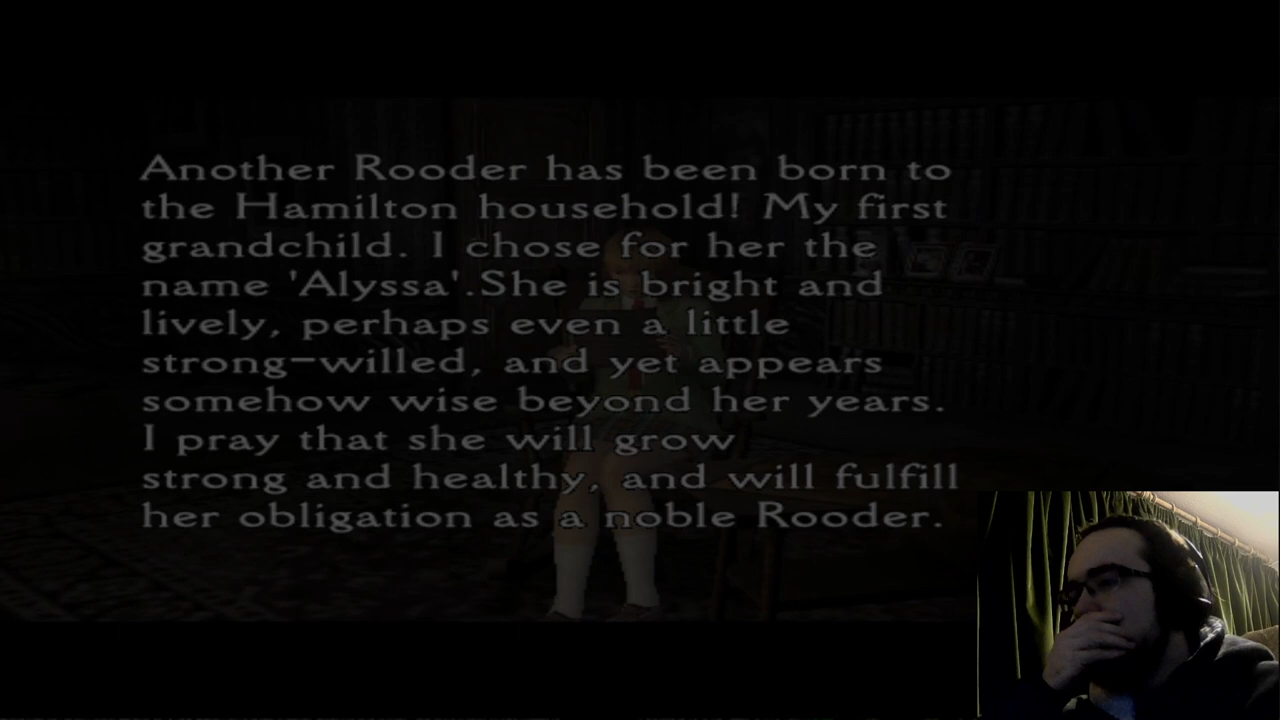 Another Rooder has been born to
the Hamilton household! My first
grandchild. I chose for her the
name 'Alyssa'.She is bright and
lively, perhaps even a little
strong-willed, and yet appears
somehow wise beyond her years.
I pray that she will grow
strong and healthy, and will fulfill
her obligation as a noble Rooder.